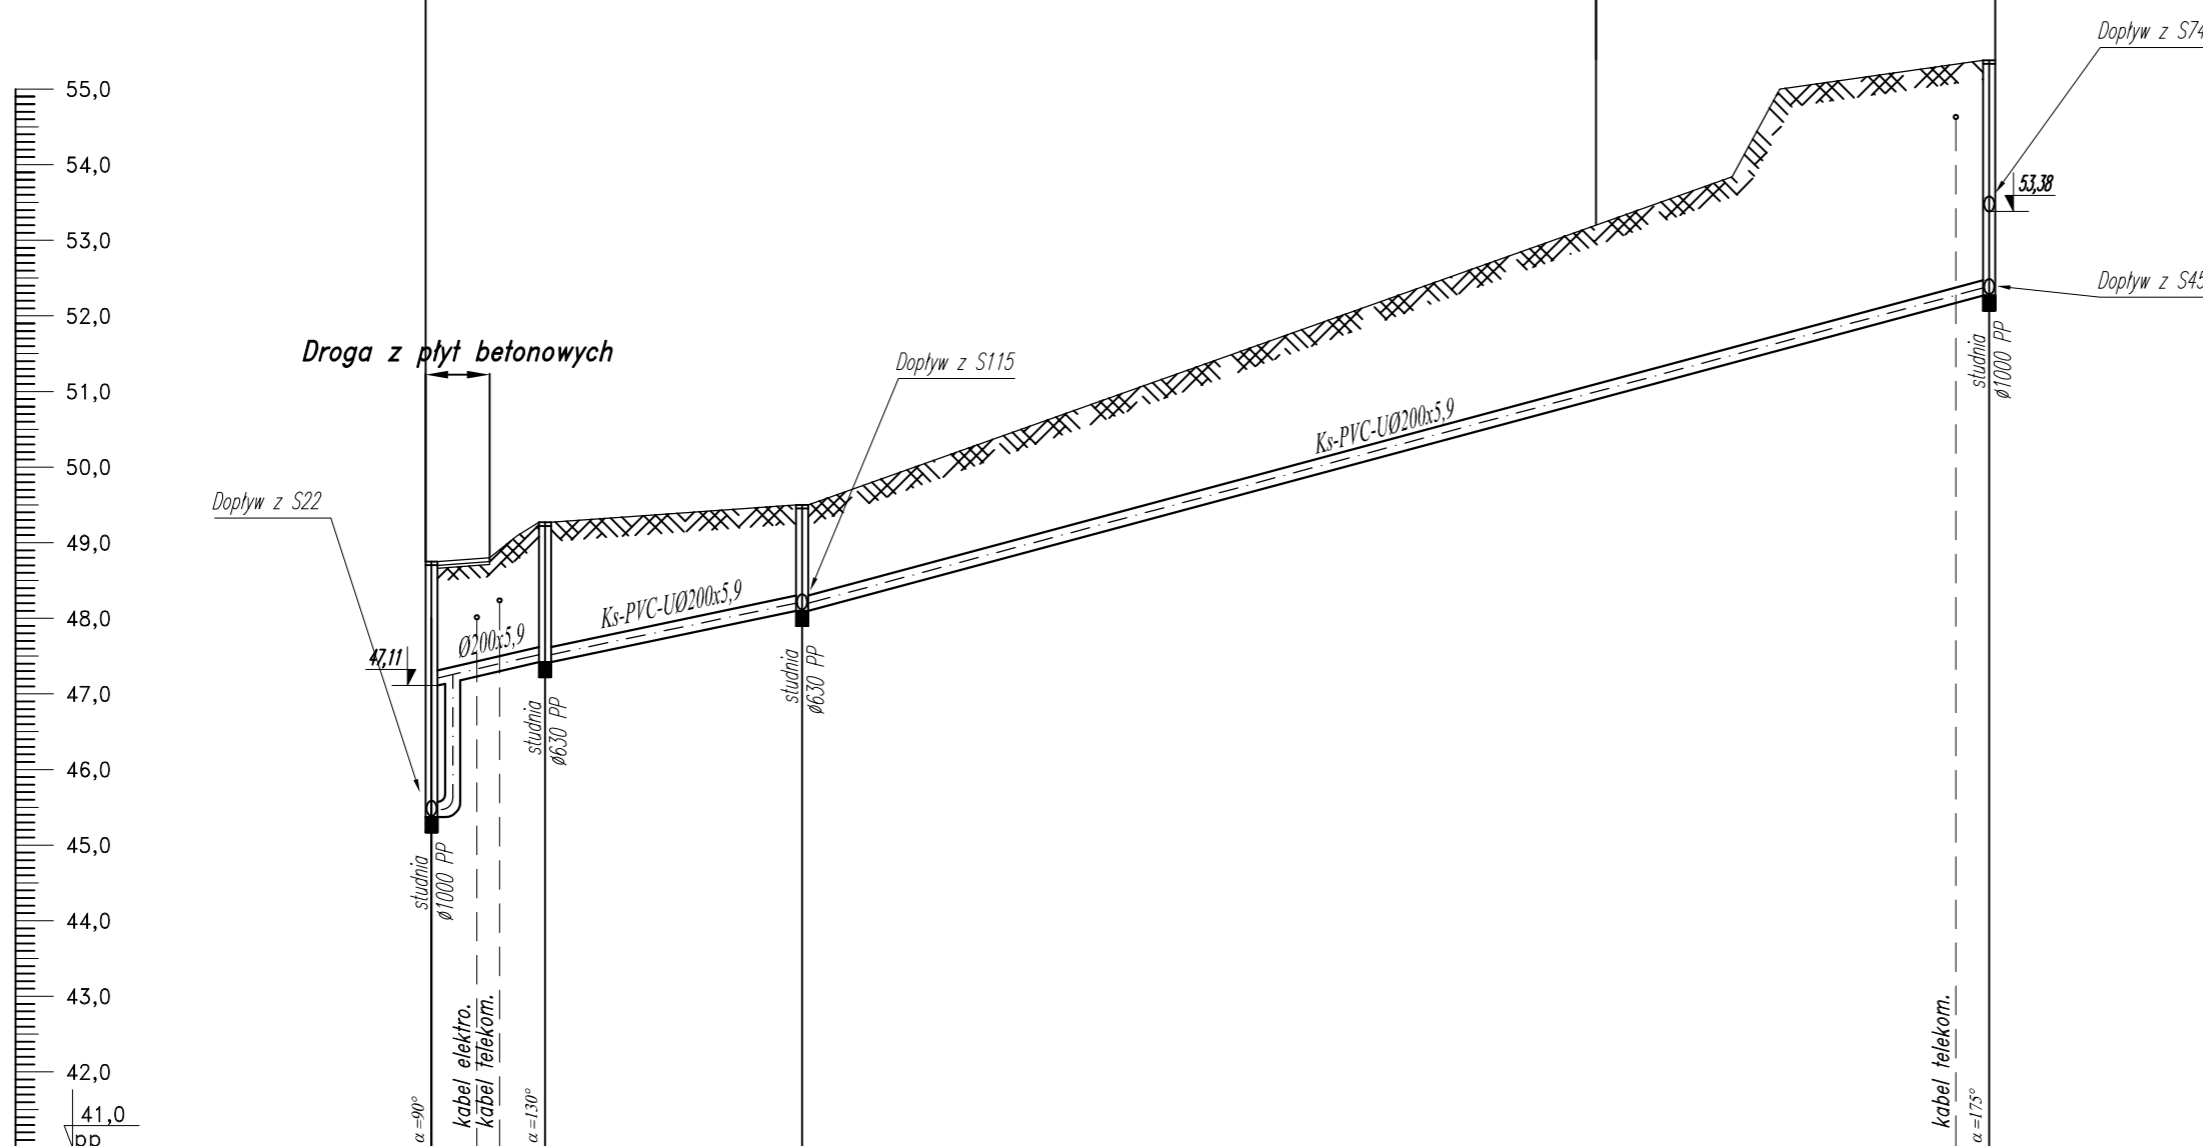 Dopływ z S74
55,0
54,0
53,38
53,0
Dopływ z S45
52,0
Droga z płyt betonowych
Dopływ z S115
studnia
ø1000 PP
51,0
Ks-PVC-UØ200x5,9
50,0
Dopływ z S22
49,0
Ks-PVC-UØ200x5,9
48,0
Ø200x5,9
47,11
47,0
studnia
ø630 PP
studnia
ø630 PP
46,0
45,0
studnia
ø1000 PP
44,0
43,0
kabel elektro.
kabel telekom.
kabel telekom.
42,0
41,0
pp
α=90°
α=130°
α=175°